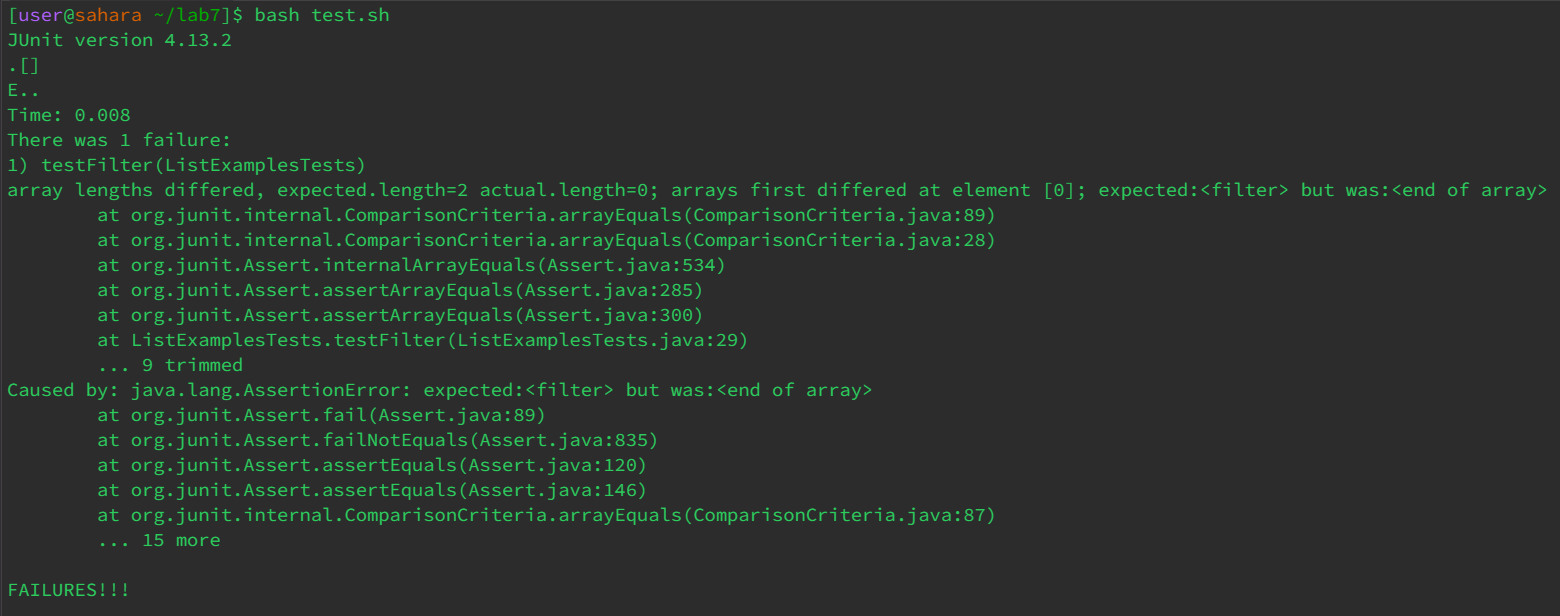 [user@sahara ~/lab7]$ bash test.sh
JUnit version 4.13.2
.[]
E..
Time: 0.008
There was 1 failure:
1) testFilter(ListExamplesTests)
array lengths differed, expected.length=2 actual.length=0; arrays first differed at element [0]; expected:<filter> but was:<end of array>
        at org.junit.internal.ComparisonCriteria.arrayEquals(ComparisonCriteria.java:89)
        at org.junit.internal.ComparisonCriteria.arrayEquals(ComparisonCriteria.java:28)
        at org.junit.Assert.internalArrayEquals(Assert.java:534)
        at org.junit.Assert.assertArrayEquals(Assert.java:285)
        at org.junit.Assert.assertArrayEquals(Assert.java:300)
        at ListExamplesTests.testFilter(ListExamplesTests.java:29)
        ... 9 trimmed
Caused by: java.lang.AssertionError: expected:<filter> but was:<end of array>
        at org.junit.Assert.fail(Assert.java:89)
        at org.junit.Assert.failNotEquals(Assert.java:835)
        at org.junit.Assert.assertEquals(Assert.java:120)
        at org.junit.Assert.assertEquals(Assert.java:146)
        at org.junit.internal.ComparisonCriteria.arrayEquals(ComparisonCriteria.java:87)
        ... 15 more

FAILURES!!!